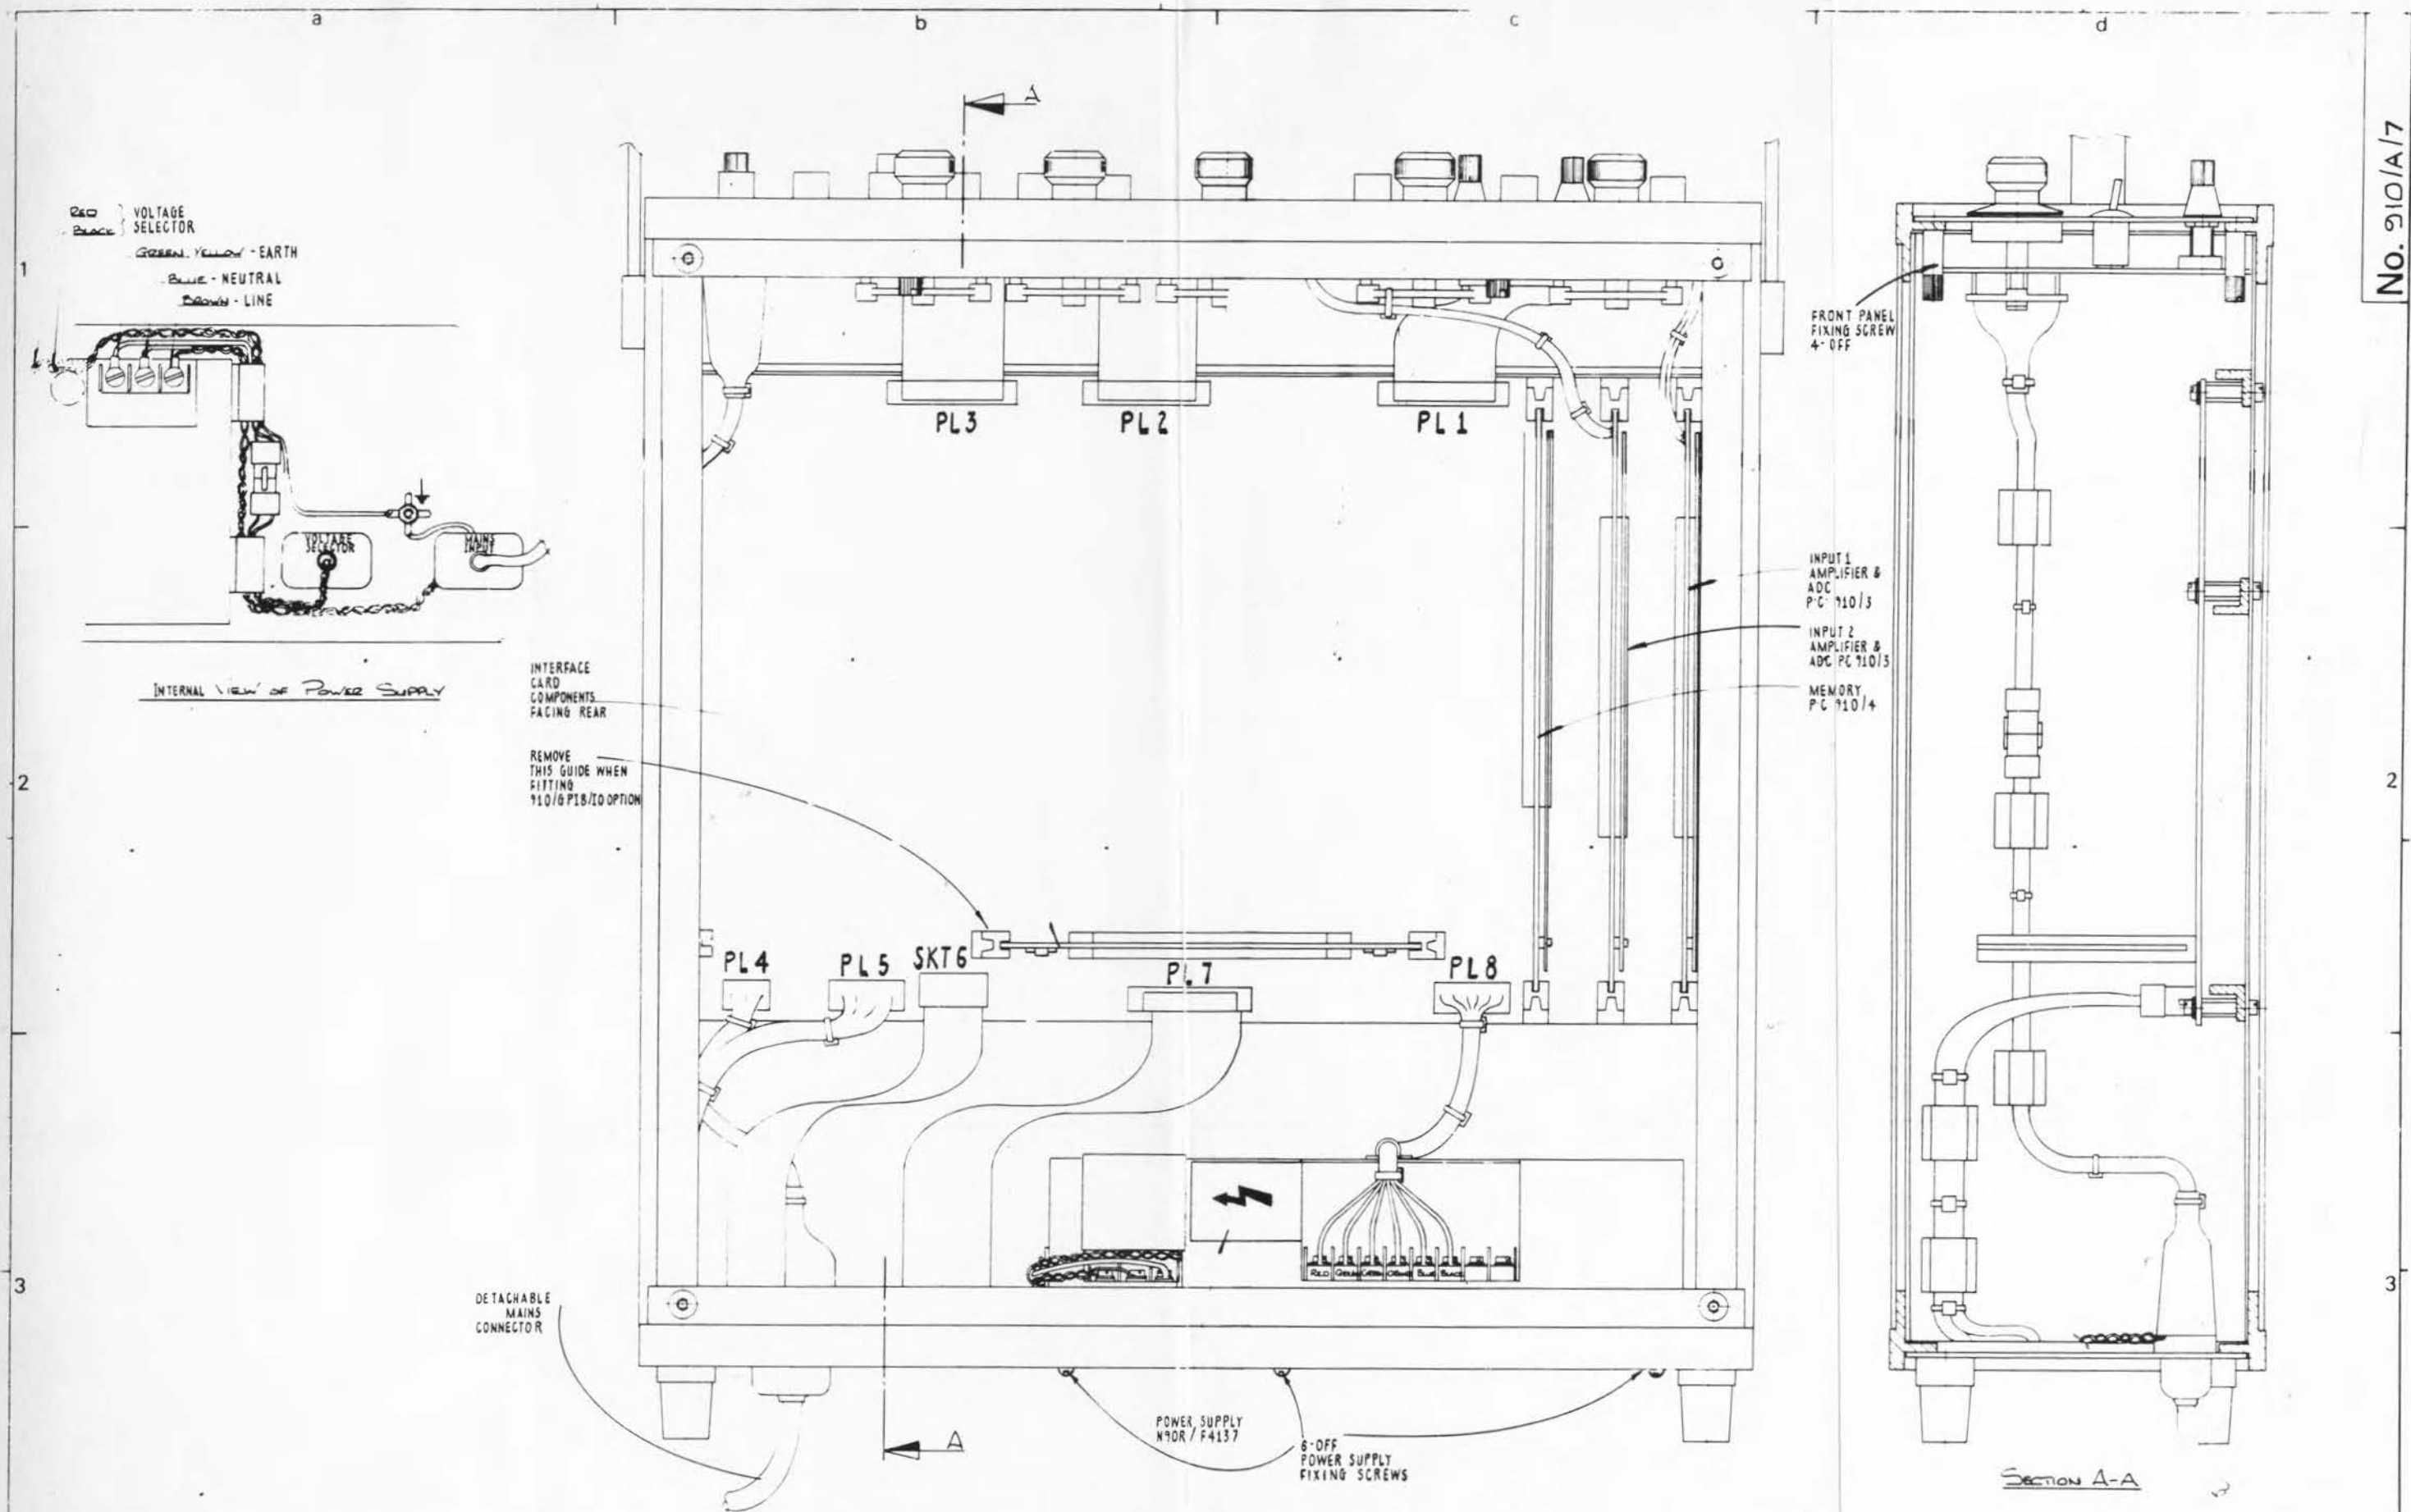 a
b
c
d
No. 910/A/7
A
RED
BLACK
VOLTAGE
SELECTOR
GREEN YELLOW - EARTH
BLUE - NEUTRAL
BROWN - LINE
1
VOLTAGE
SELECTOR
MAINS
INPUT
INTERNAL VIEW OF POWER SUPPLY
PL3
PL2
PL1
FRONT PANEL
FIXING SCREW
4-OFF
INPUT 1
AMPLIFIER &
ADC
P·C· 910/3
INPUT 2
AMPLIFIER &
ADC PC 910/3
MEMORY
P·C 910/4
INTERFACE
CARD
COMPONENTS
FACING REAR
REMOVE
THIS GUIDE WHEN
FITTING
910/GPIB/IO OPTION
2
2
PL4
PL5
SKT6
PL7
PL8
RED GREEN GREEN ORANGE BLUE BLACK
3
3
DETACHABLE
MAINS
CONNECTOR
A
POWER SUPPLY
N90R/F4137
6-OFF
POWER SUPPLY
FIXING SCREWS
SECTION A-A